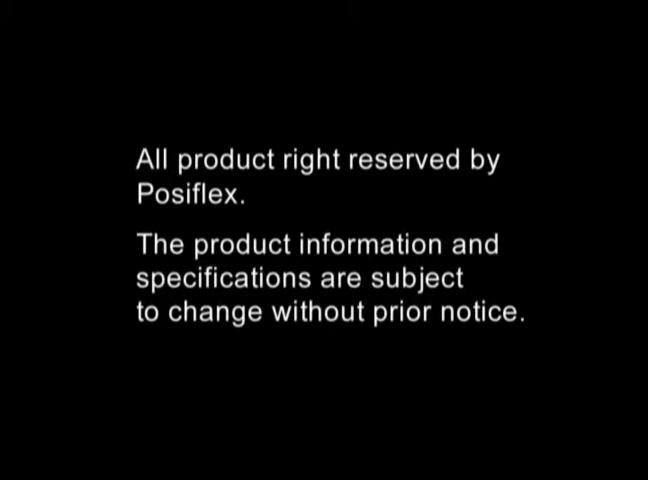 All product right reserved by
Posiflex.
The product information and
specifications are subject
to change without prior notice.